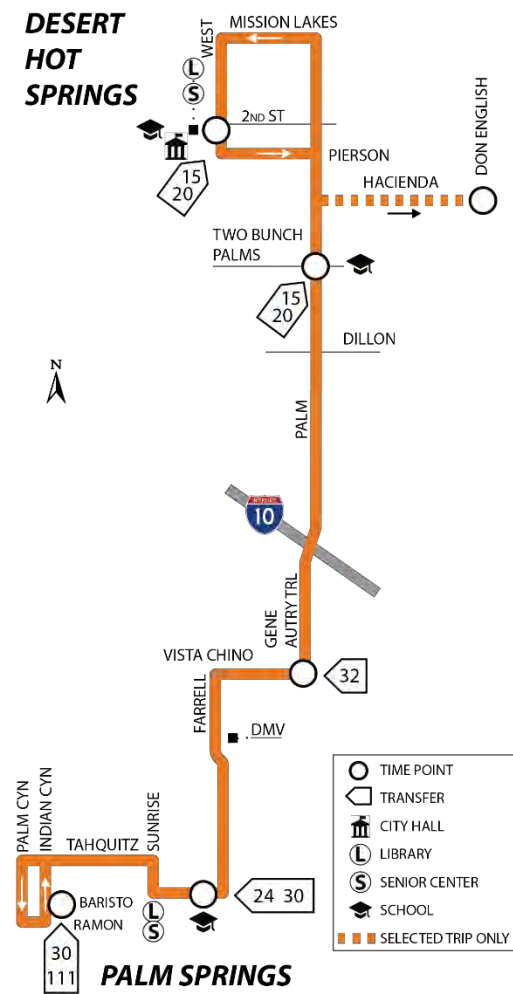 DESERT
HOT
SPRINGS
MISSION LAKES
WEST
L
S
2ND ST
15
20
PIERSON
DON ENGLISH
HACIENDA
TWO BUNCH
PALMS
15
20
DILLON
N
PALM
INTERSTATE
10
GENE
AUTRY TRL
VISTA CHINO
32
FARRELL
DMV
PALM CYN
INDIAN CYN
TAHQUITZ
SUNRISE
BARISTO
RAMON
L
S
24 30
30
111
PALM SPRINGS
TIME POINT
TRANSFER
CITY HALL
L LIBRARY
S SENIOR CENTER
SCHOOL
SELECTED TRIP ONLY